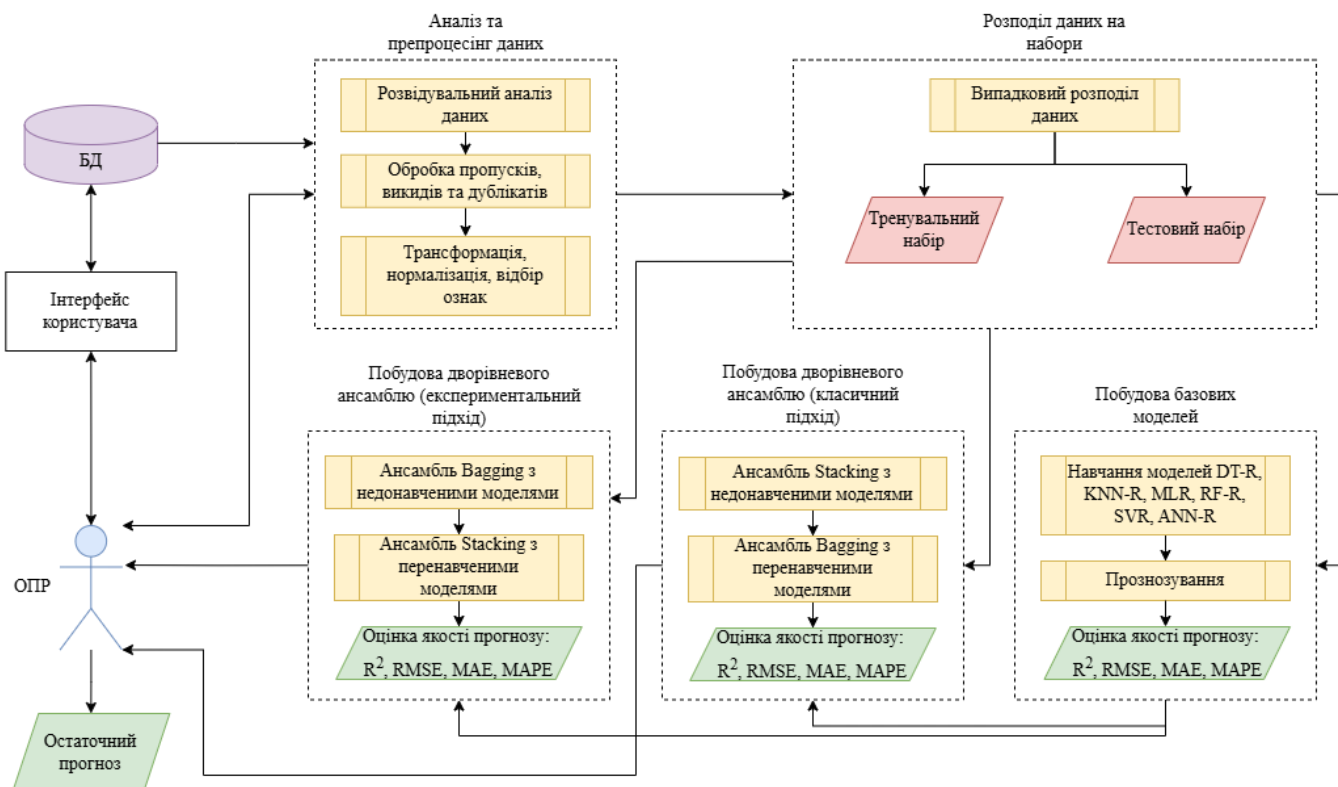 Аналіз та
препроцесінг даних
Розподіл даних на
набори
Розвідувальний аналіз
даних
Випадковий розподіл
даних
БД
Обробка пропусків,
викидів та дублікатів
Тренувальний
набір
Тестовий набір
Трансформація,
нормалізація, відбір
ознак
Інтерфейс
користувача
Побудова дворівневого
ансамблю (експериментальний
підхід)
Побудова дворівневого
ансамблю (класичний
підхід)
Побудова базових
моделей
Ансамбль Bagging з
недонавченими моделями
Ансамбль Stacking з
недонавченими моделями
Навчання моделей DT-R,
KNN-R, MLR, RF-R,
SVR, ANN-R
Ансамбль Stacking з
перенавченими
моделями
Ансамбль Bagging з
перенавченими
моделями
Прознозування
ОПР
Оцінка якості прогнозу:
R², RMSE, MAE, MAPE
Оцінка якості прогнозу:
R², RMSE, MAE, MAPE
Оцінка якості прогнозу:
R², RMSE, MAE, MAPE
Остаточний
прогноз